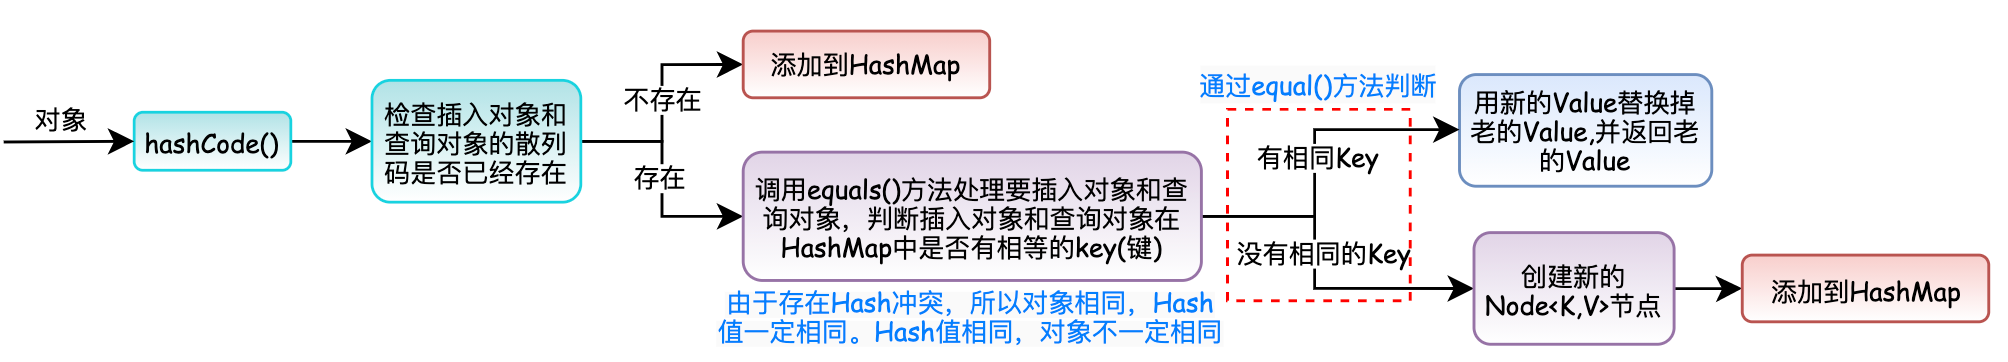 对象
hashCode()
检查插入对象和
查询对象的散列
码是否已经存在
不存在
添加到HashMap
存在
调用equals()方法处理要插入对象和查
询对象，判断插入对象和查询对象在
HashMap中是否有相等的key(键)
由于存在Hash冲突，所以对象相同，Hash
值一定相同。Hash值相同，对象不一定相同
通过equal()方法判断
有相同Key
没有相同的Key
用新的Value替换掉
老的Value,并返回老
的Value
创建新的
Node<K,V>节点
添加到HashMap